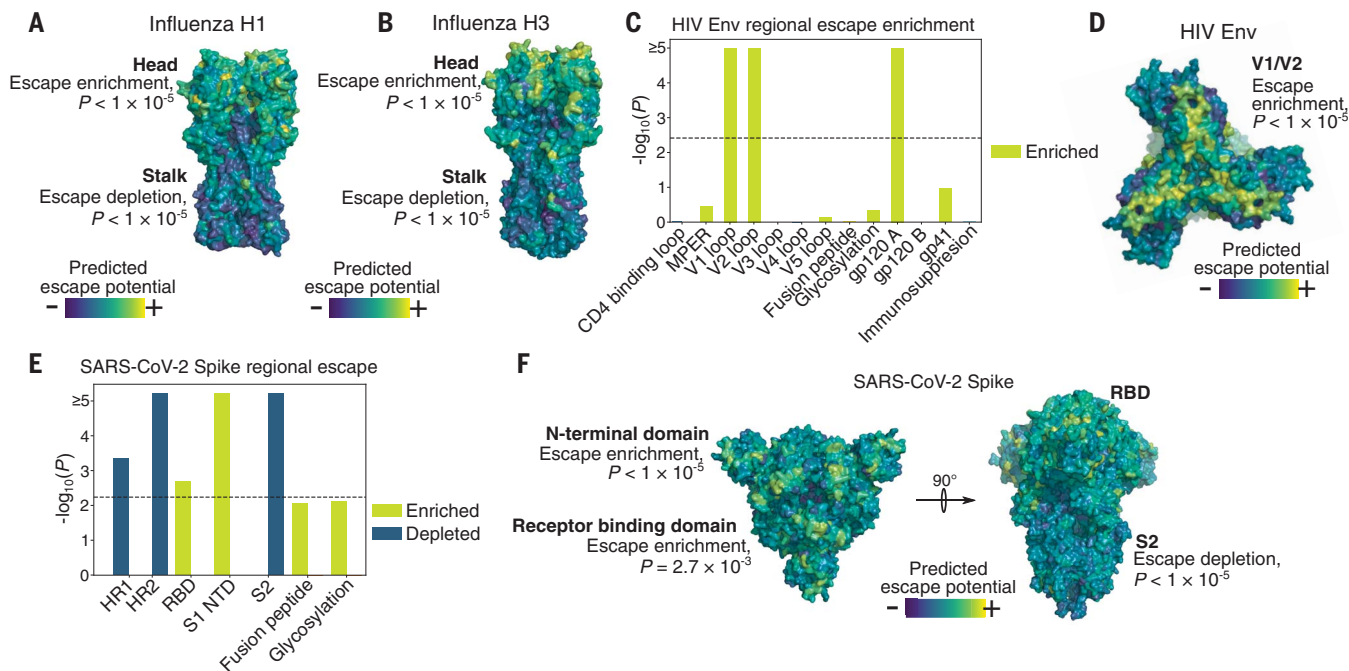 A
Influenza H1
Head
Escape enrichment,
P < 1 × 10⁻⁵
Stalk
Escape depletion,
P < 1 × 10⁻⁵
Predicted
escape potential
- +
B
Influenza H3
Head
Escape enrichment,
P < 1 × 10⁻⁵
Stalk
Escape depletion,
P < 1 × 10⁻⁵
Predicted
escape potential
- +
C
HIV Env regional escape enrichment
≥5
4
3
2
1
0
-log₁₀(P)
CD4 binding loop
MPER
V1 loop
V2 loop
V3 loop
V4 loop
V5 loop
Fusion peptide
Glycosylation
gp120 A
gp120 B
gp41
Immunosuppresion
Enriched
D
HIV Env
V1/V2
Escape
enrichment,
P < 1 × 10⁻⁵
Predicted
escape potential
- +
E
SARS-CoV-2 Spike regional escape
≥5
4
3
2
1
0
-log₁₀(P)
HR1
HR2
RBD
S1 NTD
S2
Fusion peptide
Glycosylation
Enriched
Depleted
F
SARS-CoV-2 Spike
N-terminal domain
Escape enrichment,
P < 1 × 10⁻⁵
Receptor binding domain
Escape enrichment,
P = 2.7 × 10⁻³
90°
RBD
S2
Escape depletion,
P < 1 × 10⁻⁵
Predicted
escape potential
- +